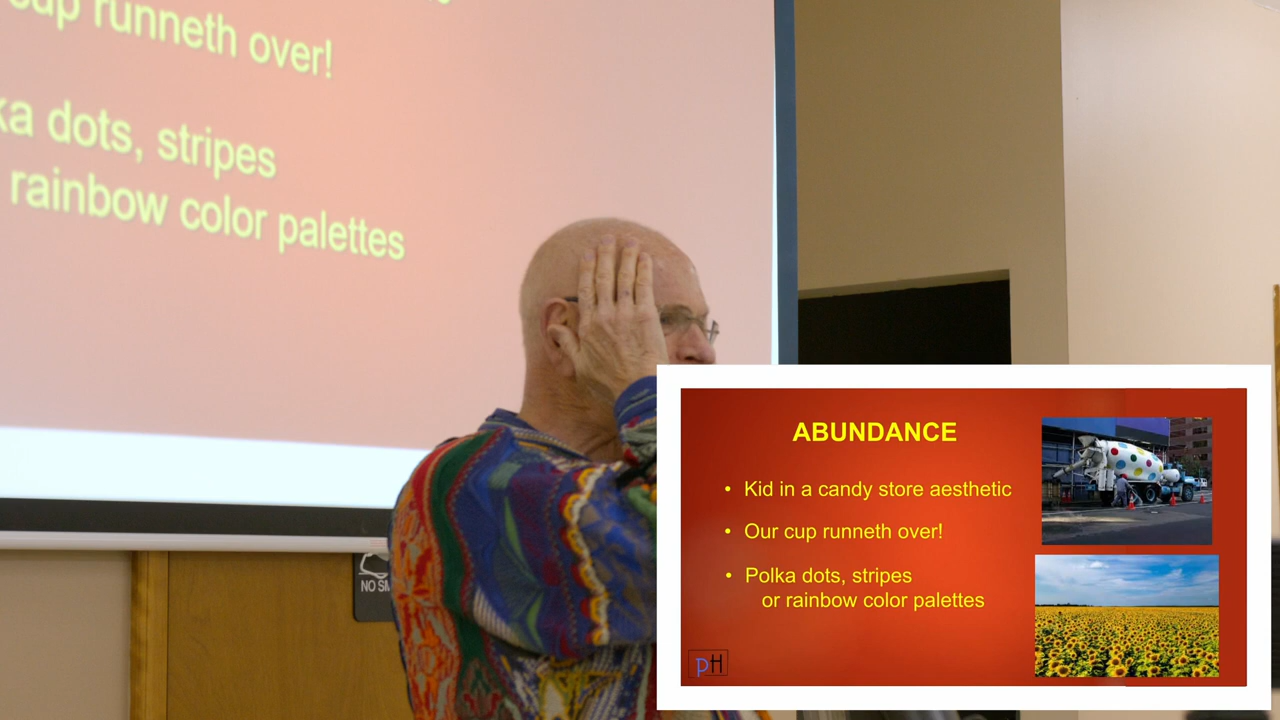 cup runneth over!
dots, stripes
rainbow color palettes
NO SM
ABUNDANCE
• Kid in a candy store aesthetic
• Our cup runneth over!
• Polka dots, stripes
or rainbow color palettes
pH